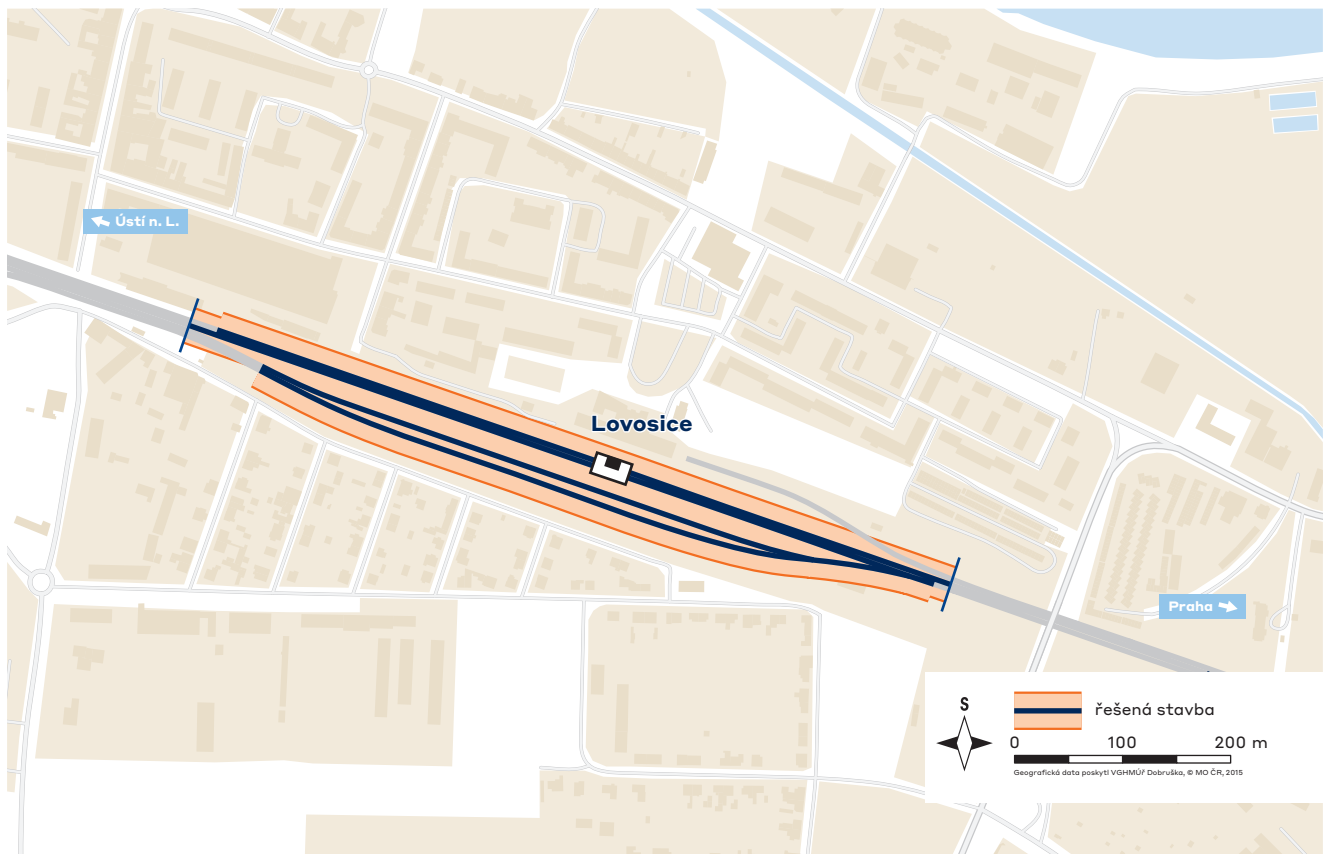 Ústí n. L.
Lovosice
Praha
S
řešená stavba
0 100 200 m
Geografická data poskytl VGHMÚř Dobruška, © MO ČR, 2015